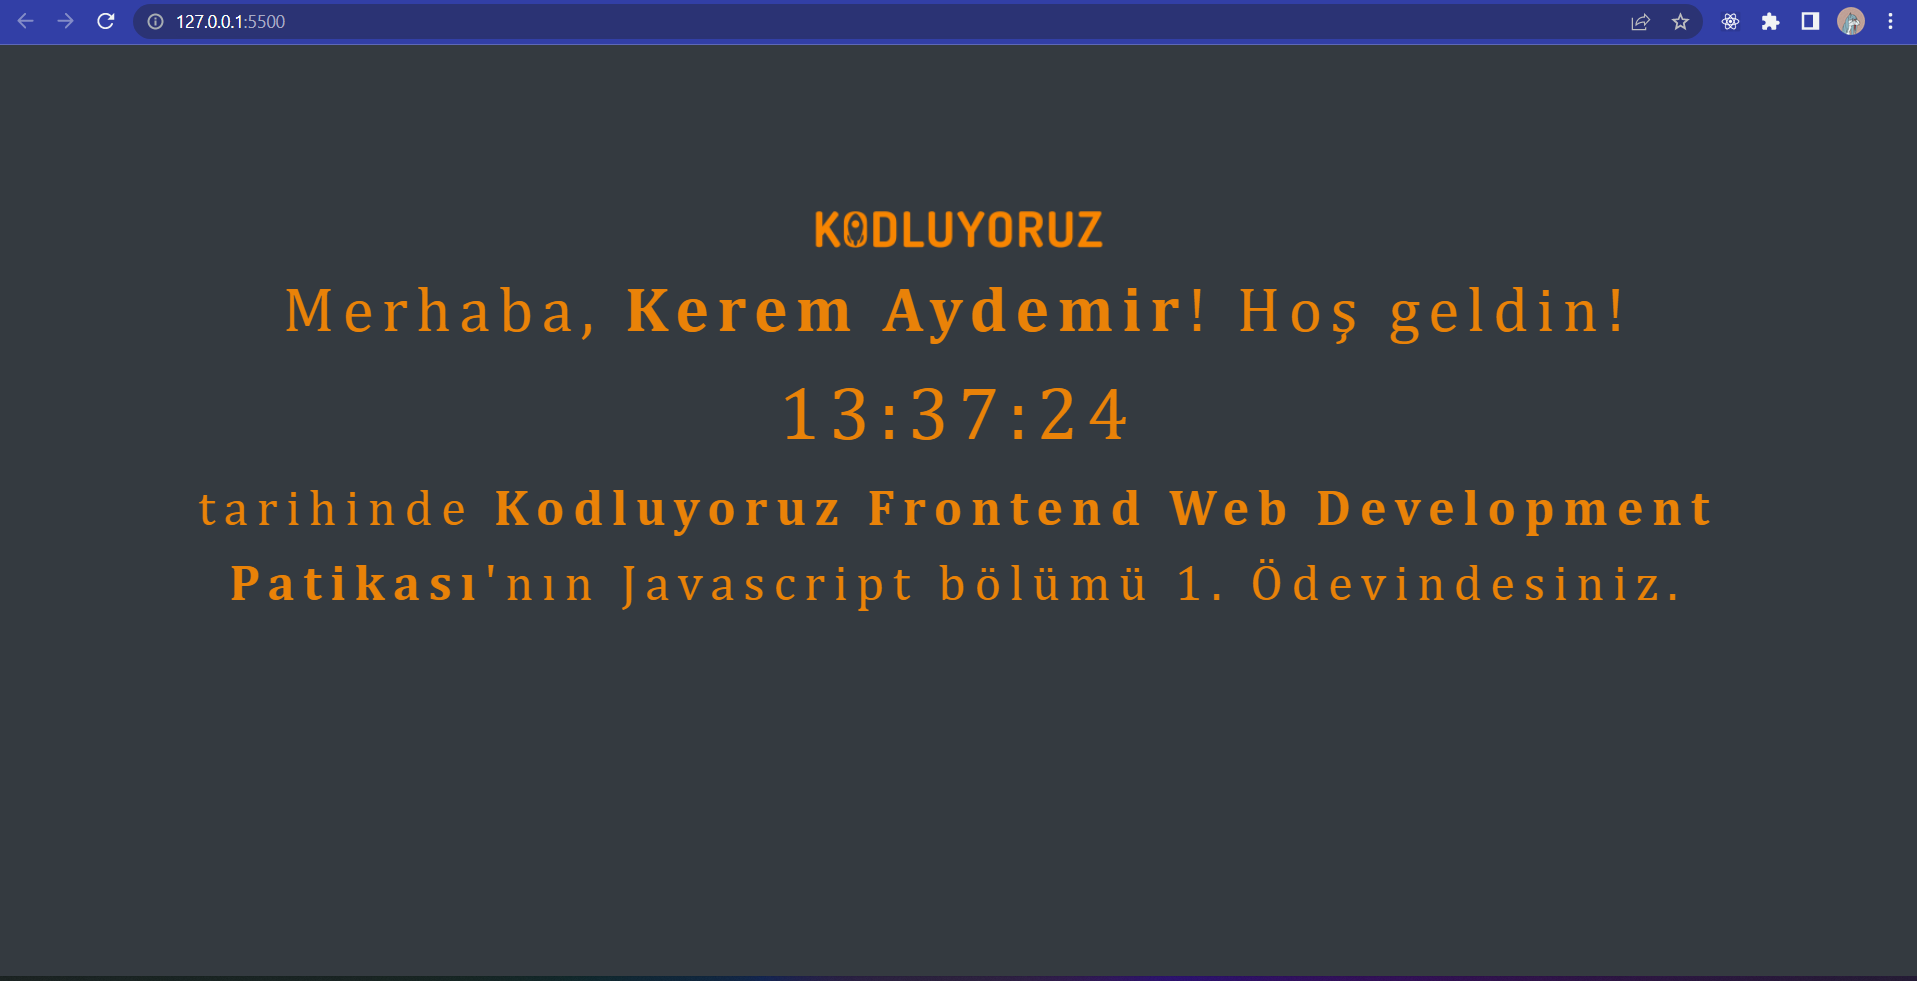 127.0.0.1:5500
KODLUYORUZ
Merhaba, Kerem Aydemir! Hoş geldin!
13:37:24
tarihinde Kodluyoruz Frontend Web Development
Patikası'nın Javascript bölümü 1. Ödevindesiniz.